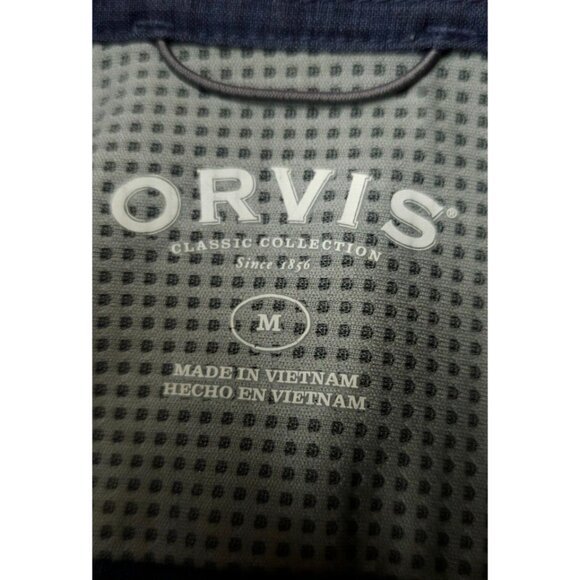 ORVIS®
CLASSIC COLLECTION
Since 1856
M
MADE IN VIETNAM
HECHO EN VIETNAM